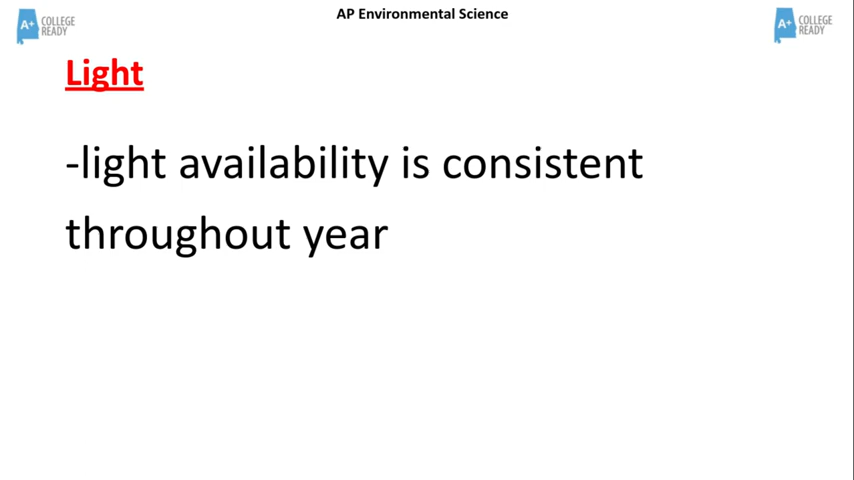 AP Environmental Science
A+ COLLEGE
READY
A+ COLLEGE
READY
Light
-light availability is consistent
throughout year